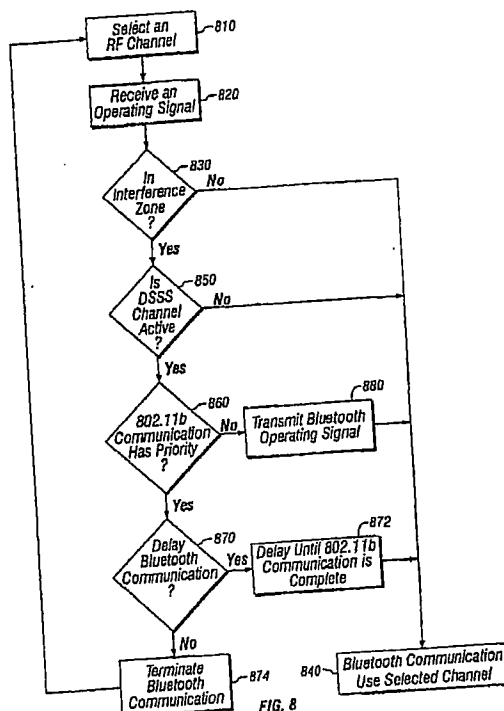 Select an
RF Channel
810
Receive an
Operating Signal
820
In
Interference
Zone
?
830
No
Yes
Is
DSSS
Channel
Active
?
850
No
Yes
802.11b
Communication
Has Priority
?
860
No
Transmit Bluetooth
Operating Signal
880
Yes
Delay
Bluetooth
Communication
?
870
Yes
Delay Until 802.11b
Communication is
Complete
872
No
Terminate
Bluetooth
Communication
874
840
Bluetooth Communication
Use Selected Channel
FIG. 8